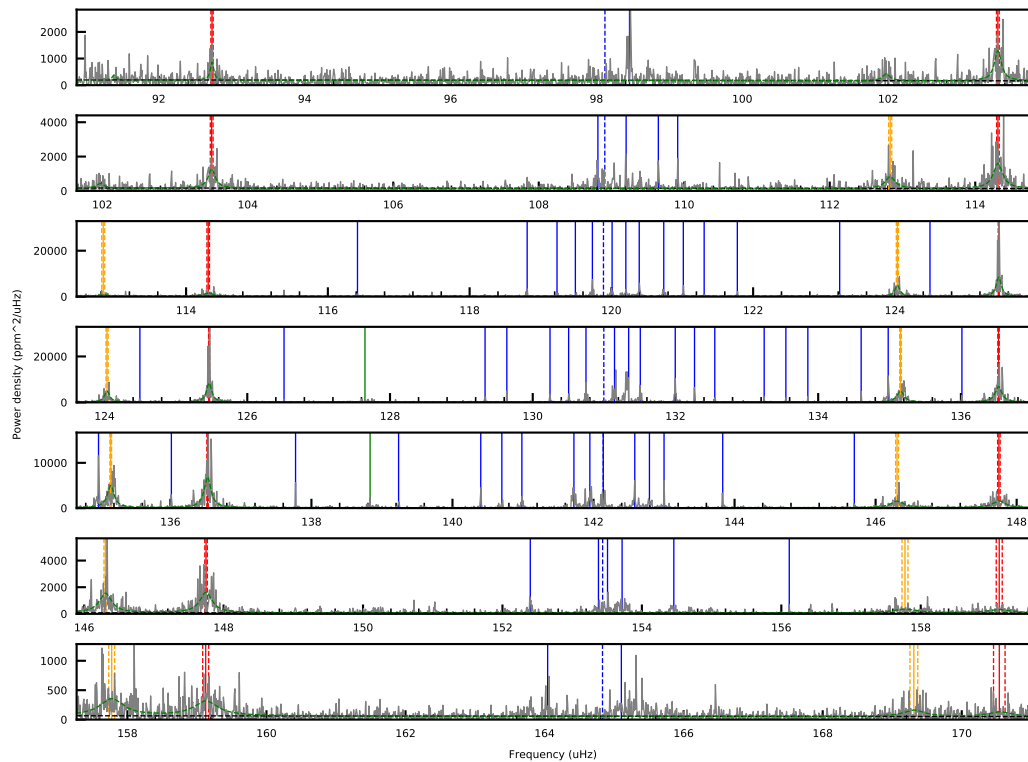 2000
1000
0
92 94 96 98 100 102
4000
2000
0
102 104 106 108 110 112 114
20000
0
114 116 118 120 122 124
20000
0
124 126 128 130 132 134 136
10000
0
136 138 140 142 144 146 148
4000
2000
0
146 148 150 152 154 156 158
1000
500
0
158 160 162 164 166 168 170
Power density (ppm^2/uHz)
Frequency (uHz)